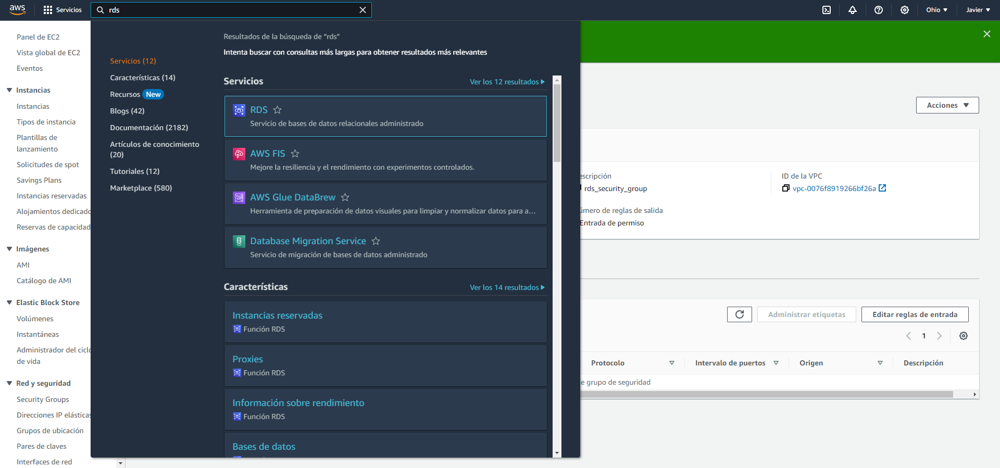 aws
Servicios
rds
Ohio
Javier
Panel de EC2
Vista global de EC2
Eventos
Instancias
Instancias
Tipos de instancia
Plantillas de
lanzamiento
Solicitudes de spot
Savings Plans
Instancias reservadas
Alojamientos dedicado
Reservas de capacidad
Imágenes
AMI
Catálogo de AMI
Elastic Block Store
Volúmenes
Instantáneas
Administrador del ciclo
de vida
Red y seguridad
Security Groups
Direcciones IP elásticas
Grupos de ubicación
Pares de claves
Interfaces de red
Servicios (12)
Características (14)
Recursos New
Blogs (42)
Documentación (2182)
Artículos de conocimiento
(20)
Tutoriales (12)
Marketplace (580)
Resultados de la búsqueda de “rds”
Intenta buscar con consultas más largas para obtener resultados más relevantes
Servicios
Ver los 12 resultados
RDS
Servicio de bases de datos relacionales administrado
AWS FIS
Mejore la resiliencia y el rendimiento con experimentos controlados.
AWS Glue DataBrew
Herramienta de preparación de datos visuales para limpiar y normalizar datos para a…
Database Migration Service
Servicio de migración de bases de datos administrado
Características
Ver los 14 resultados
Instancias reservadas
Función RDS
Proxies
Función RDS
Información sobre rendimiento
Función RDS
Bases de datos
Acciones
escripción
rds_security_group
ID de la VPC
vpc-0076f8919266bf26a
úmero de reglas de salida
Entrada de permiso
Administrar etiquetas
Editar reglas de entrada
1
Protocolo
Intervalo de puertos
Origen
Descripción
e grupo de seguridad